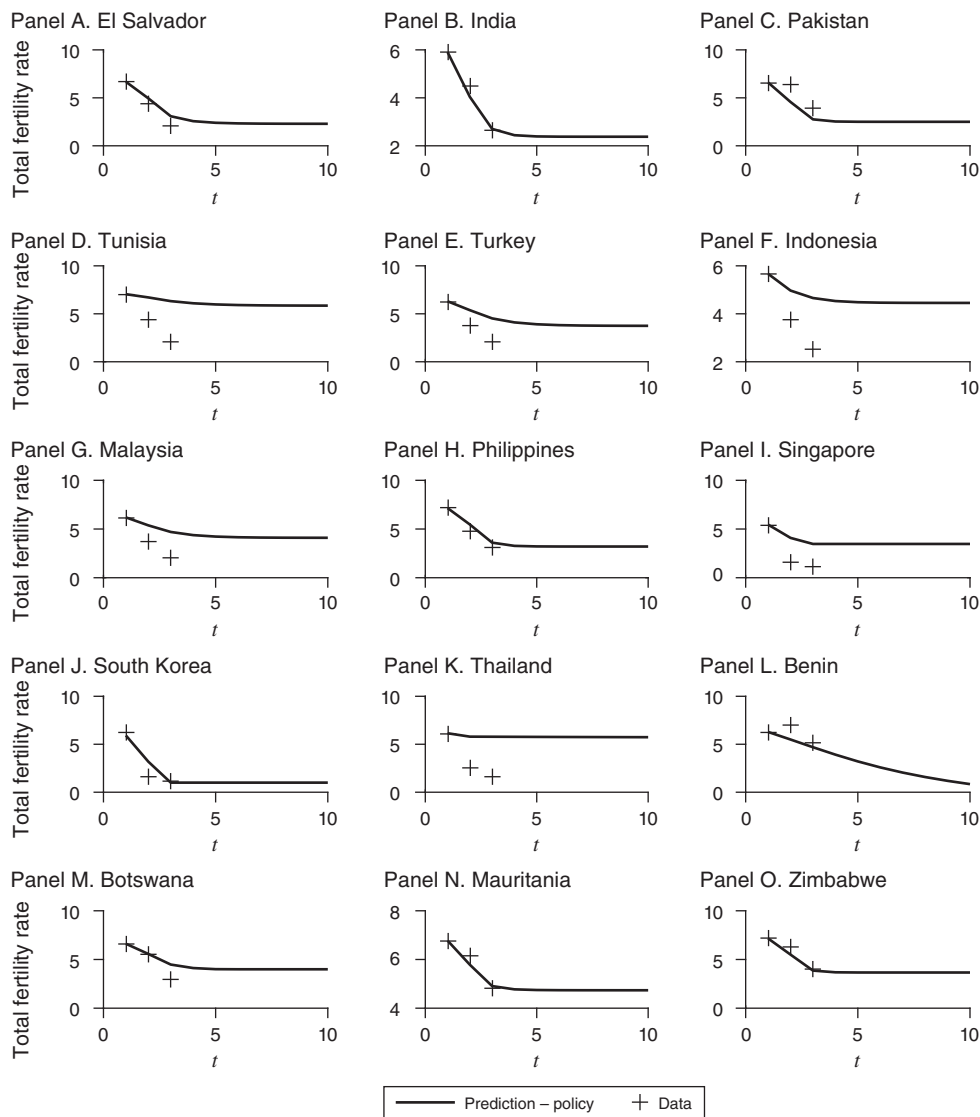 Panel A. El Salvador
Panel B. India
Panel C. Pakistan
Total fertility rate
10
5
0
0
5
10
t
6
4
2
0
5
10
t
10
5
0
0
5
10
t
Panel D. Tunisia
Panel E. Turkey
Panel F. Indonesia
Total fertility rate
10
5
0
0
5
10
t
10
5
0
0
5
10
t
6
4
2
0
5
10
t
Panel G. Malaysia
Panel H. Philippines
Panel I. Singapore
Total fertility rate
10
5
0
0
5
10
t
10
5
0
0
5
10
t
10
5
0
0
5
10
t
Panel J. South Korea
Panel K. Thailand
Panel L. Benin
Total fertility rate
10
5
0
0
5
10
t
10
5
0
0
5
10
t
10
5
0
0
5
10
t
Panel M. Botswana
Panel N. Mauritania
Panel O. Zimbabwe
Total fertility rate
10
5
0
0
5
10
t
8
6
4
0
5
10
t
10
5
0
0
5
10
t
Prediction – policy
Data